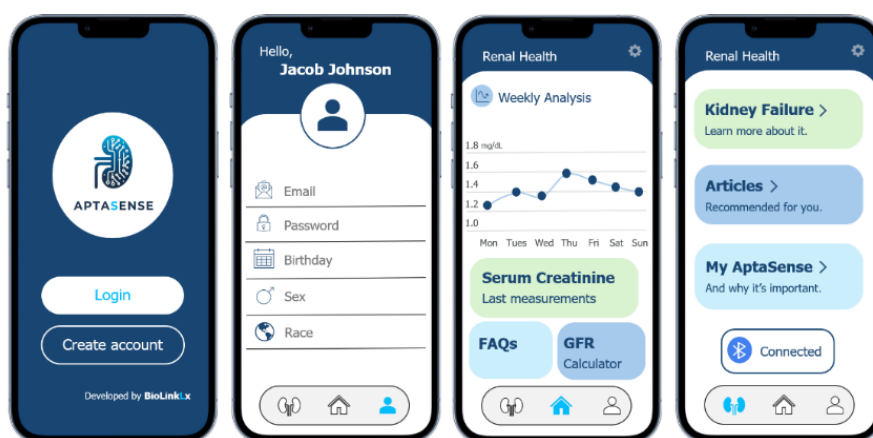 APTASENSE
Login
Create account
Developed by BioLinkLx
Hello,
Jacob Johnson
Email
Password
Birthday
Sex
Race
Renal Health
Weekly Analysis
1.8 mg/dL
1.6
1.4
1.2
1.0
Mon Tues Wed Thu Fri Sat Sun
Serum Creatinine
Last measurements
FAQs
GFR
Calculator
Renal Health
Kidney Failure >
Learn more about it.
Articles >
Recommended for you.
My AptaSense >
And why it's important.
Connected